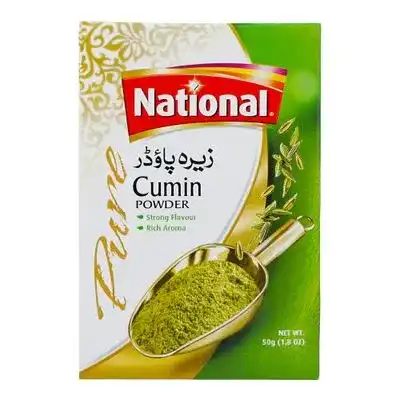 National
زیرہ پاؤڈر
Cumin
POWDER
Strong Flavour
Rich Aroma
Pure
NET WT.
50g (1.8 OZ)